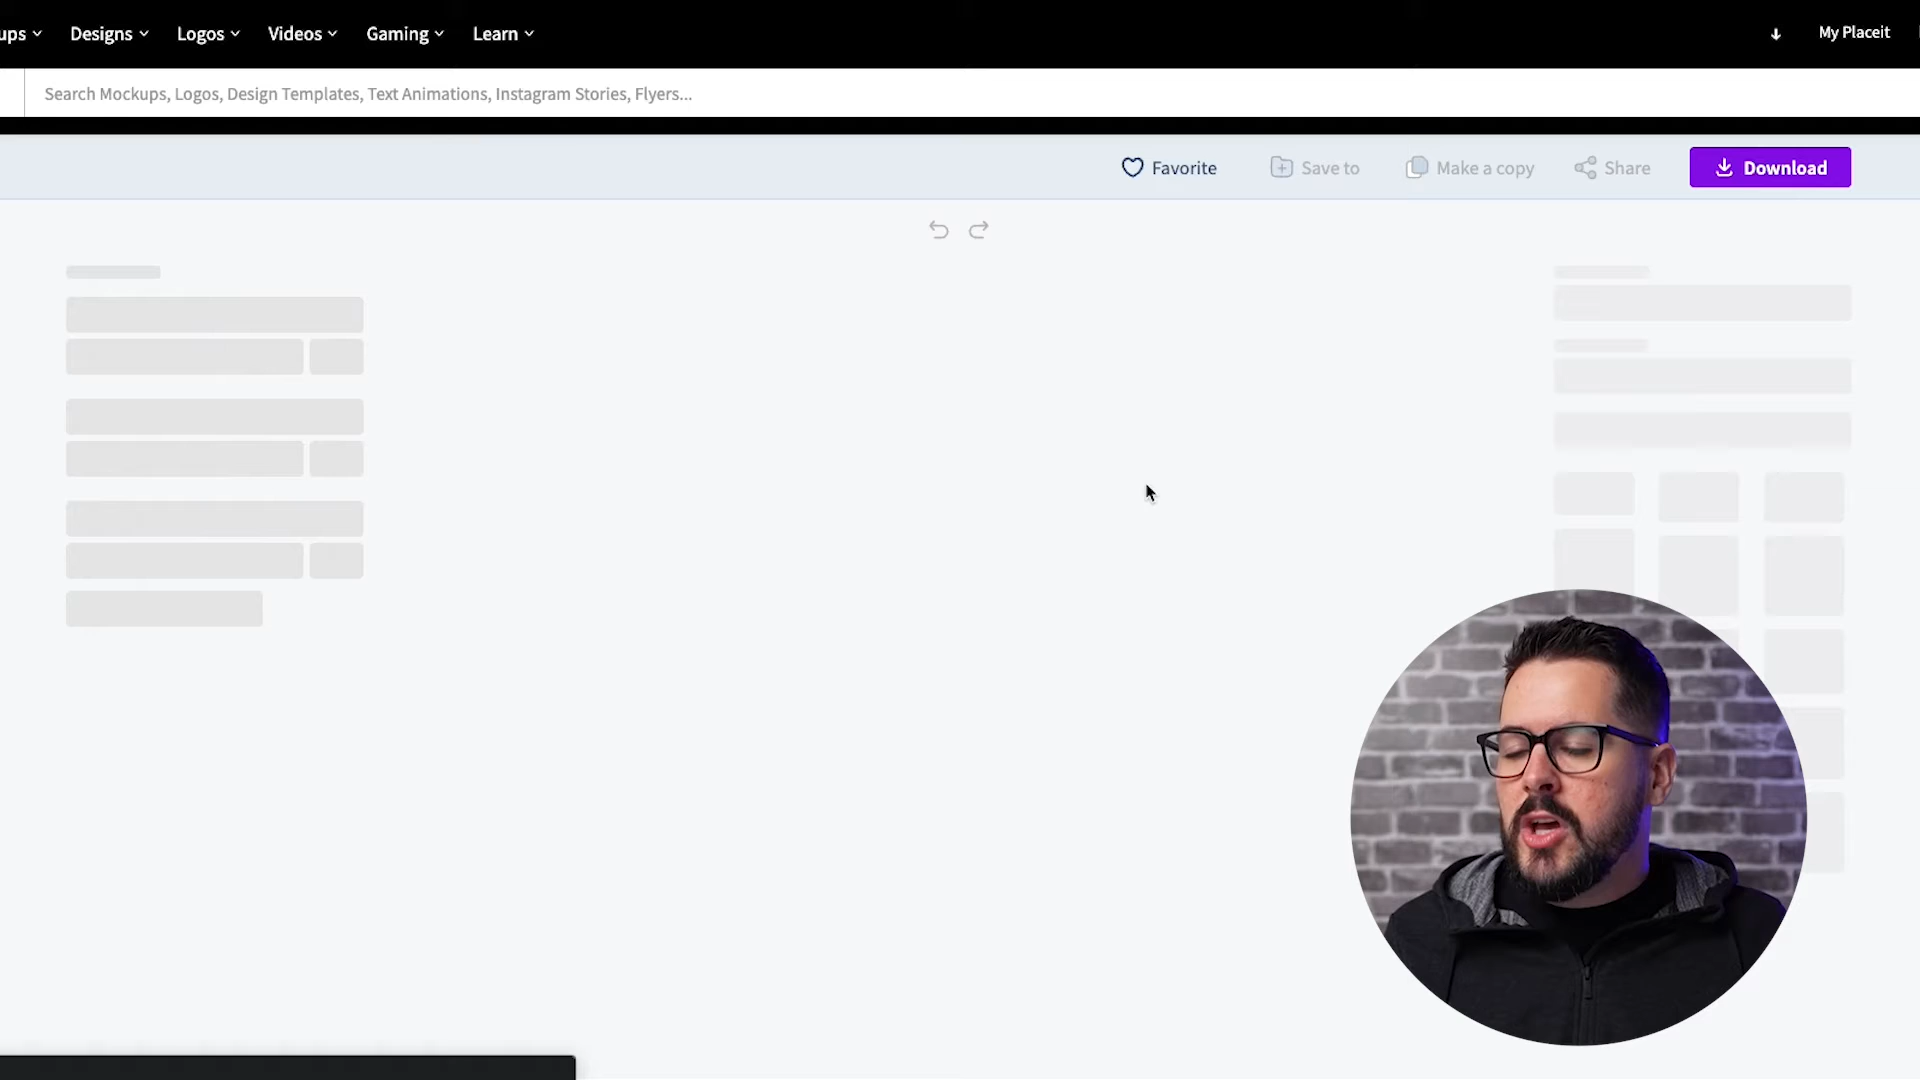 ups
Designs
Logos
Videos
Gaming
Learn
My Placeit
Search Mockups, Logos, Design Templates, Text Animations, Instagram Stories, Flyers...
Favorite
Save to
Make a copy
Share
Download